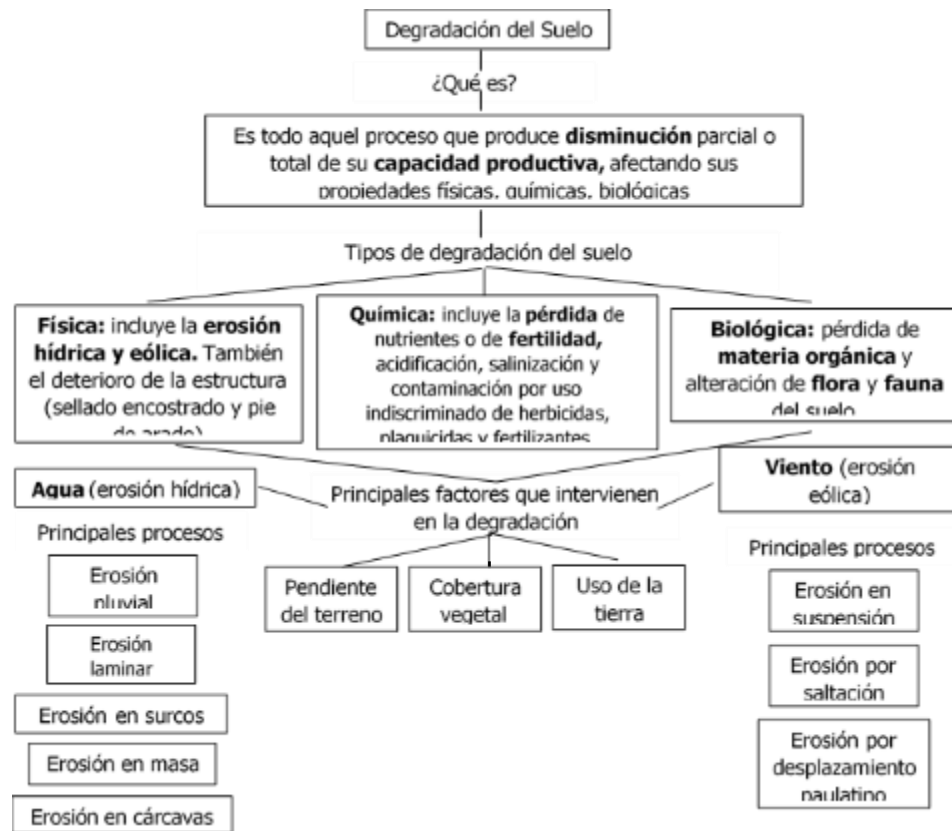 Degradación del Suelo
¿Qué es?
Es todo aquel proceso que produce disminución parcial o
total de su capacidad productiva, afectando sus
propiedades físicas, químicas, biológicas
Tipos de degradación del suelo
Física: incluye la erosión
hídrica y eólica. También
el deterioro de la estructura
(sellado encostrado y pie
de arado)
Química: incluye la pérdida de
nutrientes o de fertilidad,
acidificación, salinización y
contaminación por uso
indiscriminado de herbicidas,
plaguicidas y fertilizantes
Biológica: pérdida de
materia orgánica y
alteración de flora y fauna
del suelo
Agua (erosión hídrica)
Principales procesos
Erosión
pluvial
Erosión
laminar
Erosión en surcos
Erosión en masa
Erosión en cárcavas
Principales factores que intervienen
en la degradación
Pendiente
del terreno
Cobertura
vegetal
Uso de la
tierra
Viento (erosión
eólica)
Principales procesos
Erosión en
suspensión
Erosión por
saltación
Erosión por
desplazamiento
paulatino